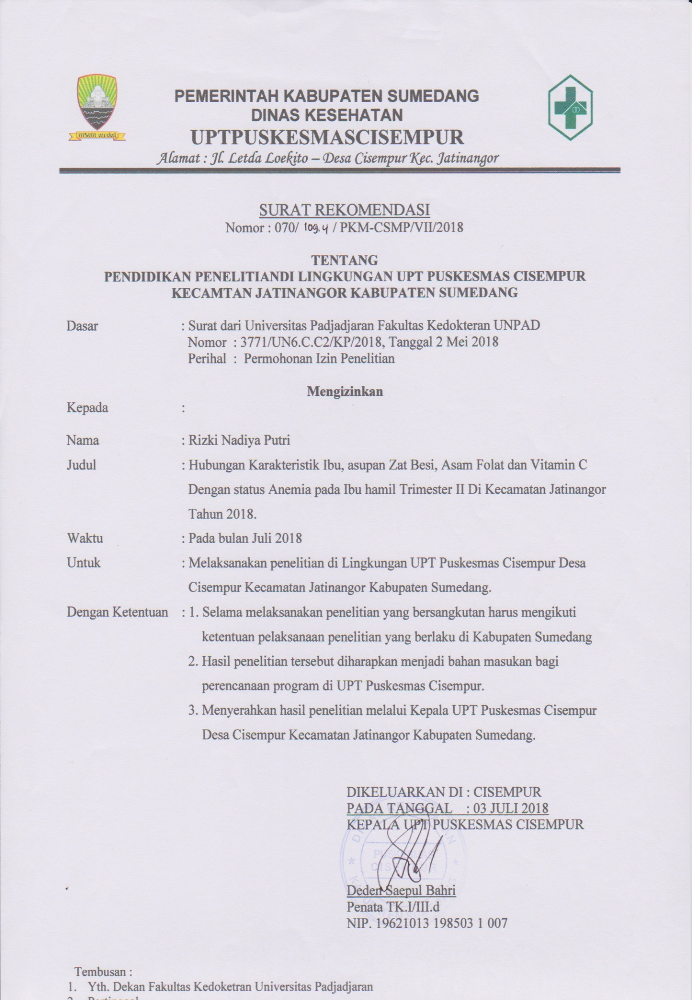 PEMERINTAH KABUPATEN SUMEDANG
DINAS KESEHATAN
UPTPUSKESMASCISEMPUR
Alamat : Jl. Letda Loekito – Desa Cisempur Kec. Jatinangor
insun medal
SURAT REKOMENDASI
Nomor : 070/ 109.4 / PKM-CSMP/VII/2018
TENTANG
PENDIDIKAN PENELITIANDI LINGKUNGAN UPT PUSKESMAS CISEMPUR
KECAMTAN JATINANGOR KABUPATEN SUMEDANG
Dasar : Surat dari Universitas Padjadjaran Fakultas Kedokteran UNPAD
Nomor : 3771/UN6.C.C2/KP/2018, Tanggal 2 Mei 2018
Perihal : Permohonan Izin Penelitian
Mengizinkan
Kepada :
Nama : Rizki Nadiya Putri
Judul : Hubungan Karakteristik Ibu, asupan Zat Besi, Asam Folat dan Vitamin C
Dengan status Anemia pada Ibu hamil Trimester II Di Kecamatan Jatinangor
Tahun 2018.
Waktu : Pada bulan Juli 2018
Untuk : Melaksanakan penelitian di Lingkungan UPT Puskesmas Cisempur Desa
Cisempur Kecamatan Jatinangor Kabupaten Sumedang.
Dengan Ketentuan : 1. Selama melaksanakan penelitian yang bersangkutan harus mengikuti
ketentuan pelaksanaan penelitian yang berlaku di Kabupaten Sumedang
2. Hasil penelitian tersebut diharapkan menjadi bahan masukan bagi
perencanaan program di UPT Puskesmas Cisempur.
3. Menyerahkan hasil penelitian melalui Kepala UPT Puskesmas Cisempur
Desa Cisempur Kecamatan Jatinangor Kabupaten Sumedang.
DIKELUARKAN DI : CISEMPUR
PADA TANGGAL : 03 JULI 2018
KEPALA UPT PUSKESMAS CISEMPUR
PUSKESMAS
CISEMPUR
Deden Saepul Bahri
Penata TK.I/III.d
NIP. 19621013 198503 1 007
Tembusan :
1. Yth. Dekan Fakultas Kedoketran Universitas Padjadjaran